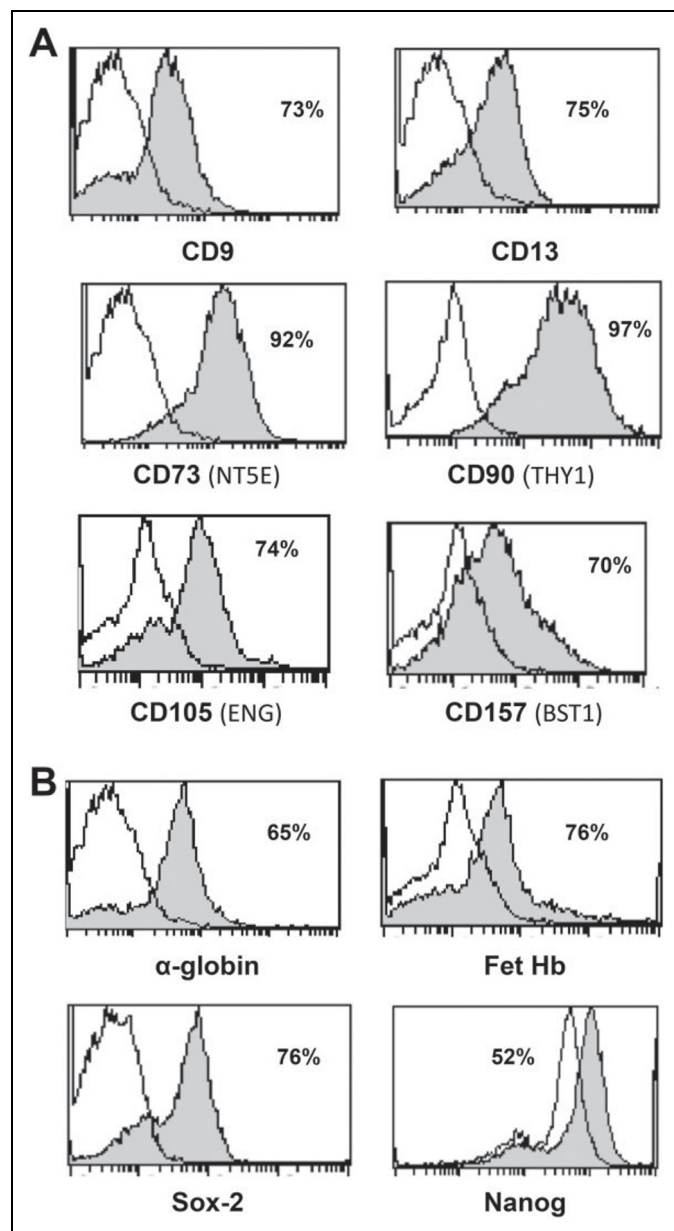 A
73%
75%
CD9
CD13
92%
97%
CD73 (NT5E)
CD90 (THY1)
74%
70%
CD105 (ENG)
CD157 (BST1)
B
65%
76%
α-globin
Fet Hb
76%
52%
Sox-2
Nanog